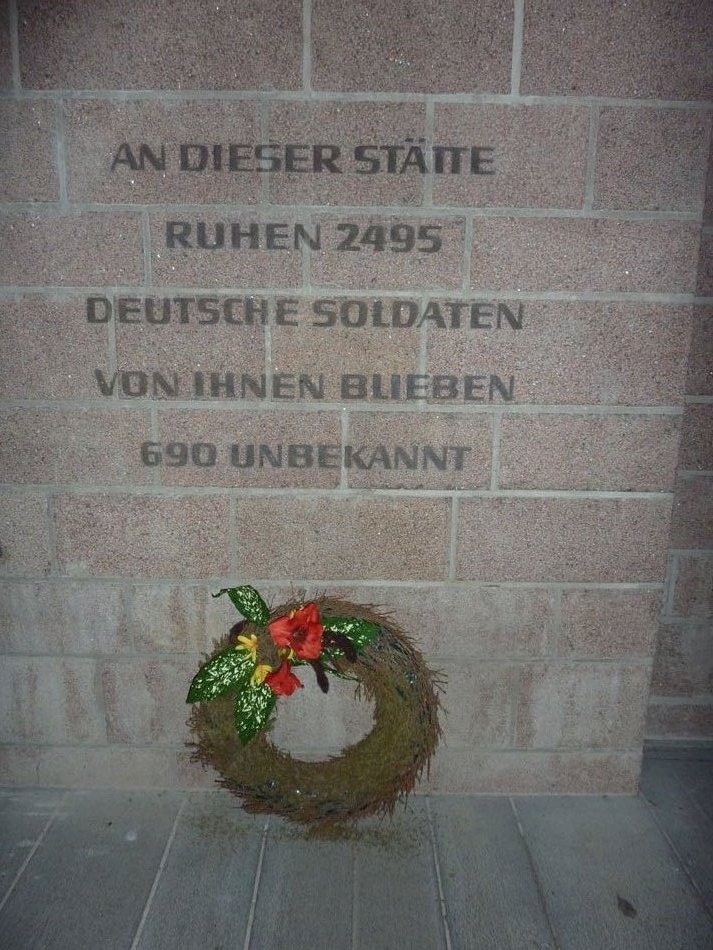 AN DIESER STÄTTE
RUHEN 2495
DEUTSCHE SOLDATEN
VON IHNEN BLIEBEN
690 UNBEKANNT